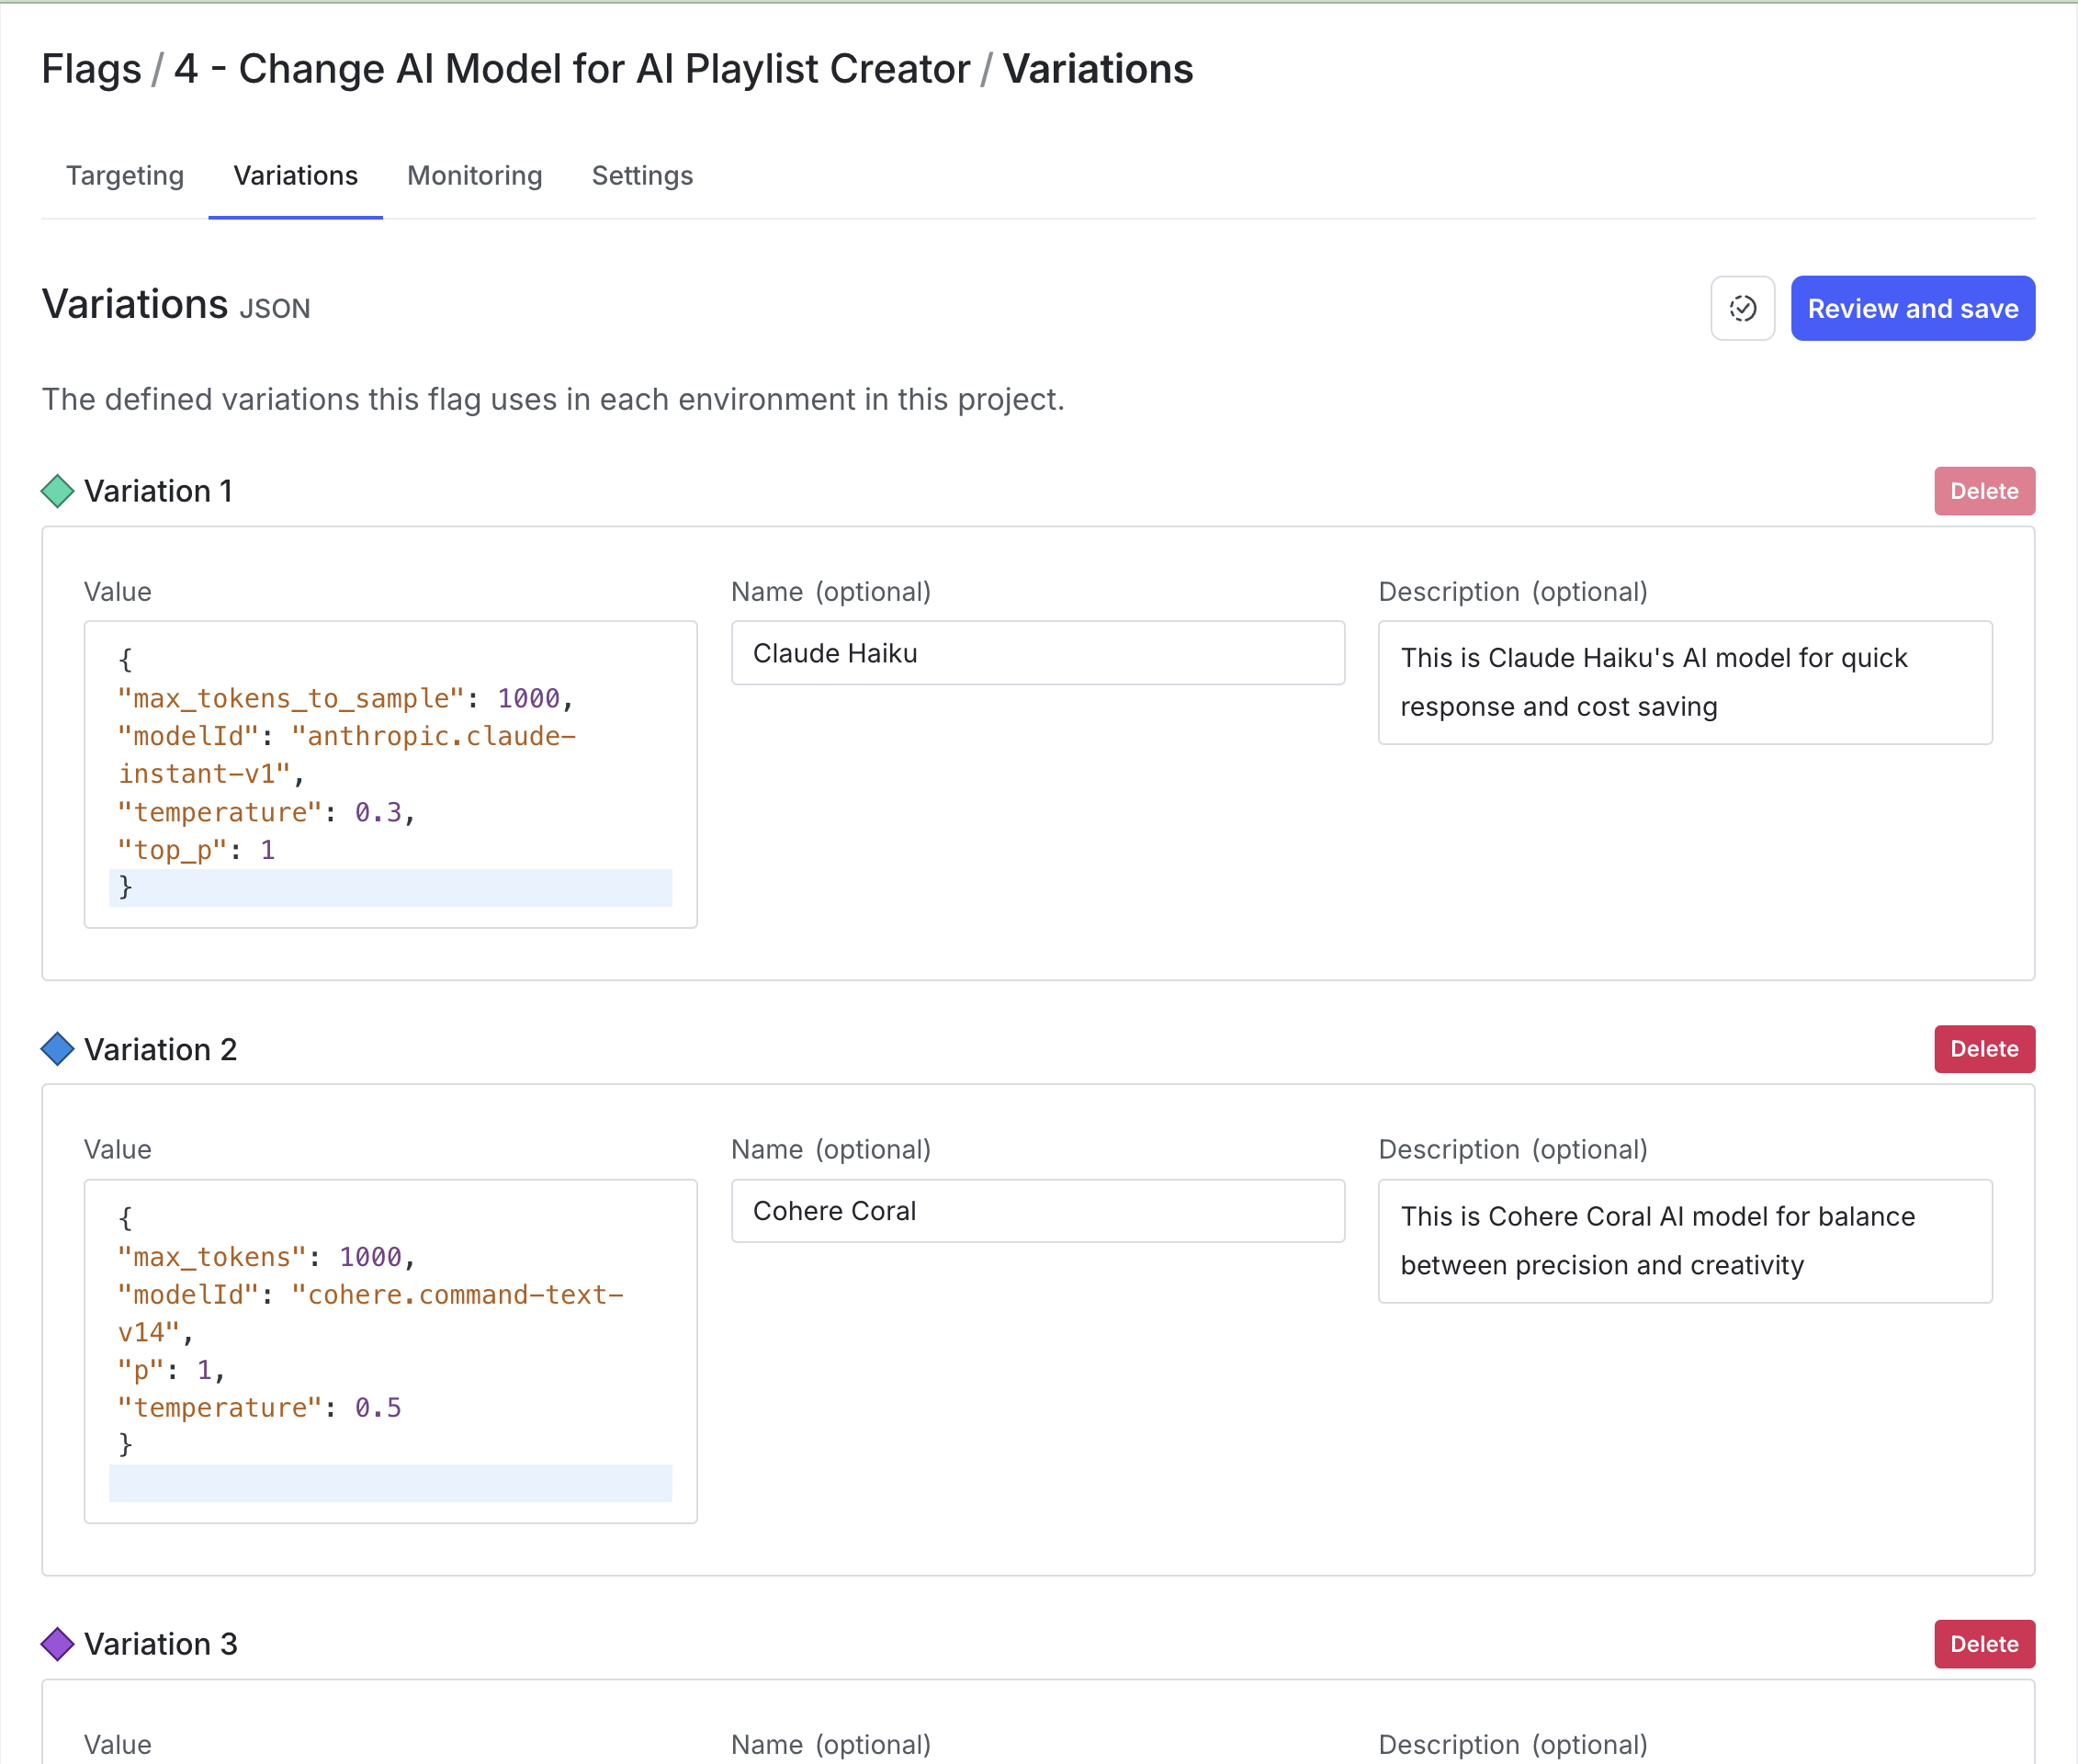 Flags / 4 - Change AI Model for AI Playlist Creator / Variations
Targeting Variations Monitoring Settings
Variations JSON
Review and save
The defined variations this flag uses in each environment in this project.
Variation 1
Delete
Value
{
"max_tokens_to_sample": 1000,
"modelId": "anthropic.claude-
instant-v1",
"temperature": 0.3,
"top_p": 1
}
Name (optional)
Claude Haiku
Description (optional)
This is Claude Haiku's AI model for quick
response and cost saving
Variation 2
Delete
Value
{
"max_tokens": 1000,
"modelId": "cohere.command-text-
v14",
"p": 1,
"temperature": 0.5
}
Name (optional)
Cohere Coral
Description (optional)
This is Cohere Coral AI model for balance
between precision and creativity
Variation 3
Delete
Value
Name (optional)
Description (optional)